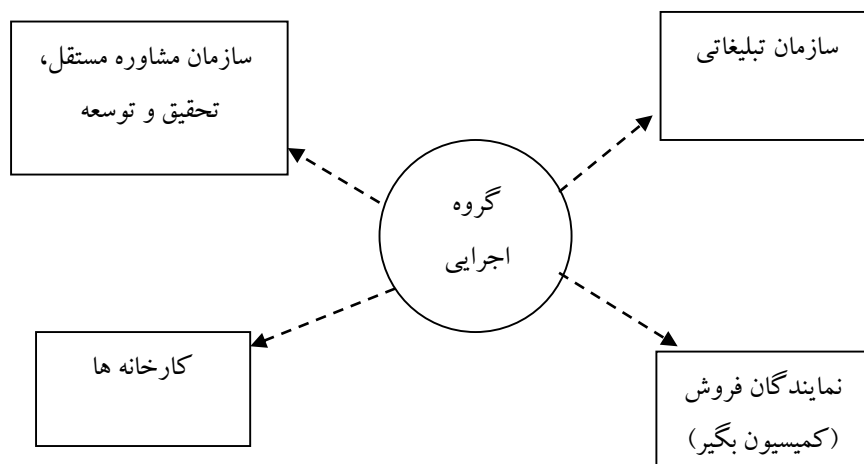 سازمان تبلیغاتی
سازمان مشاوره مستقل،
تحقیق و توسعه
گروه
اجرایی
نمایندگان فروش
(کمیسیون بگیر)
کارخانه ها